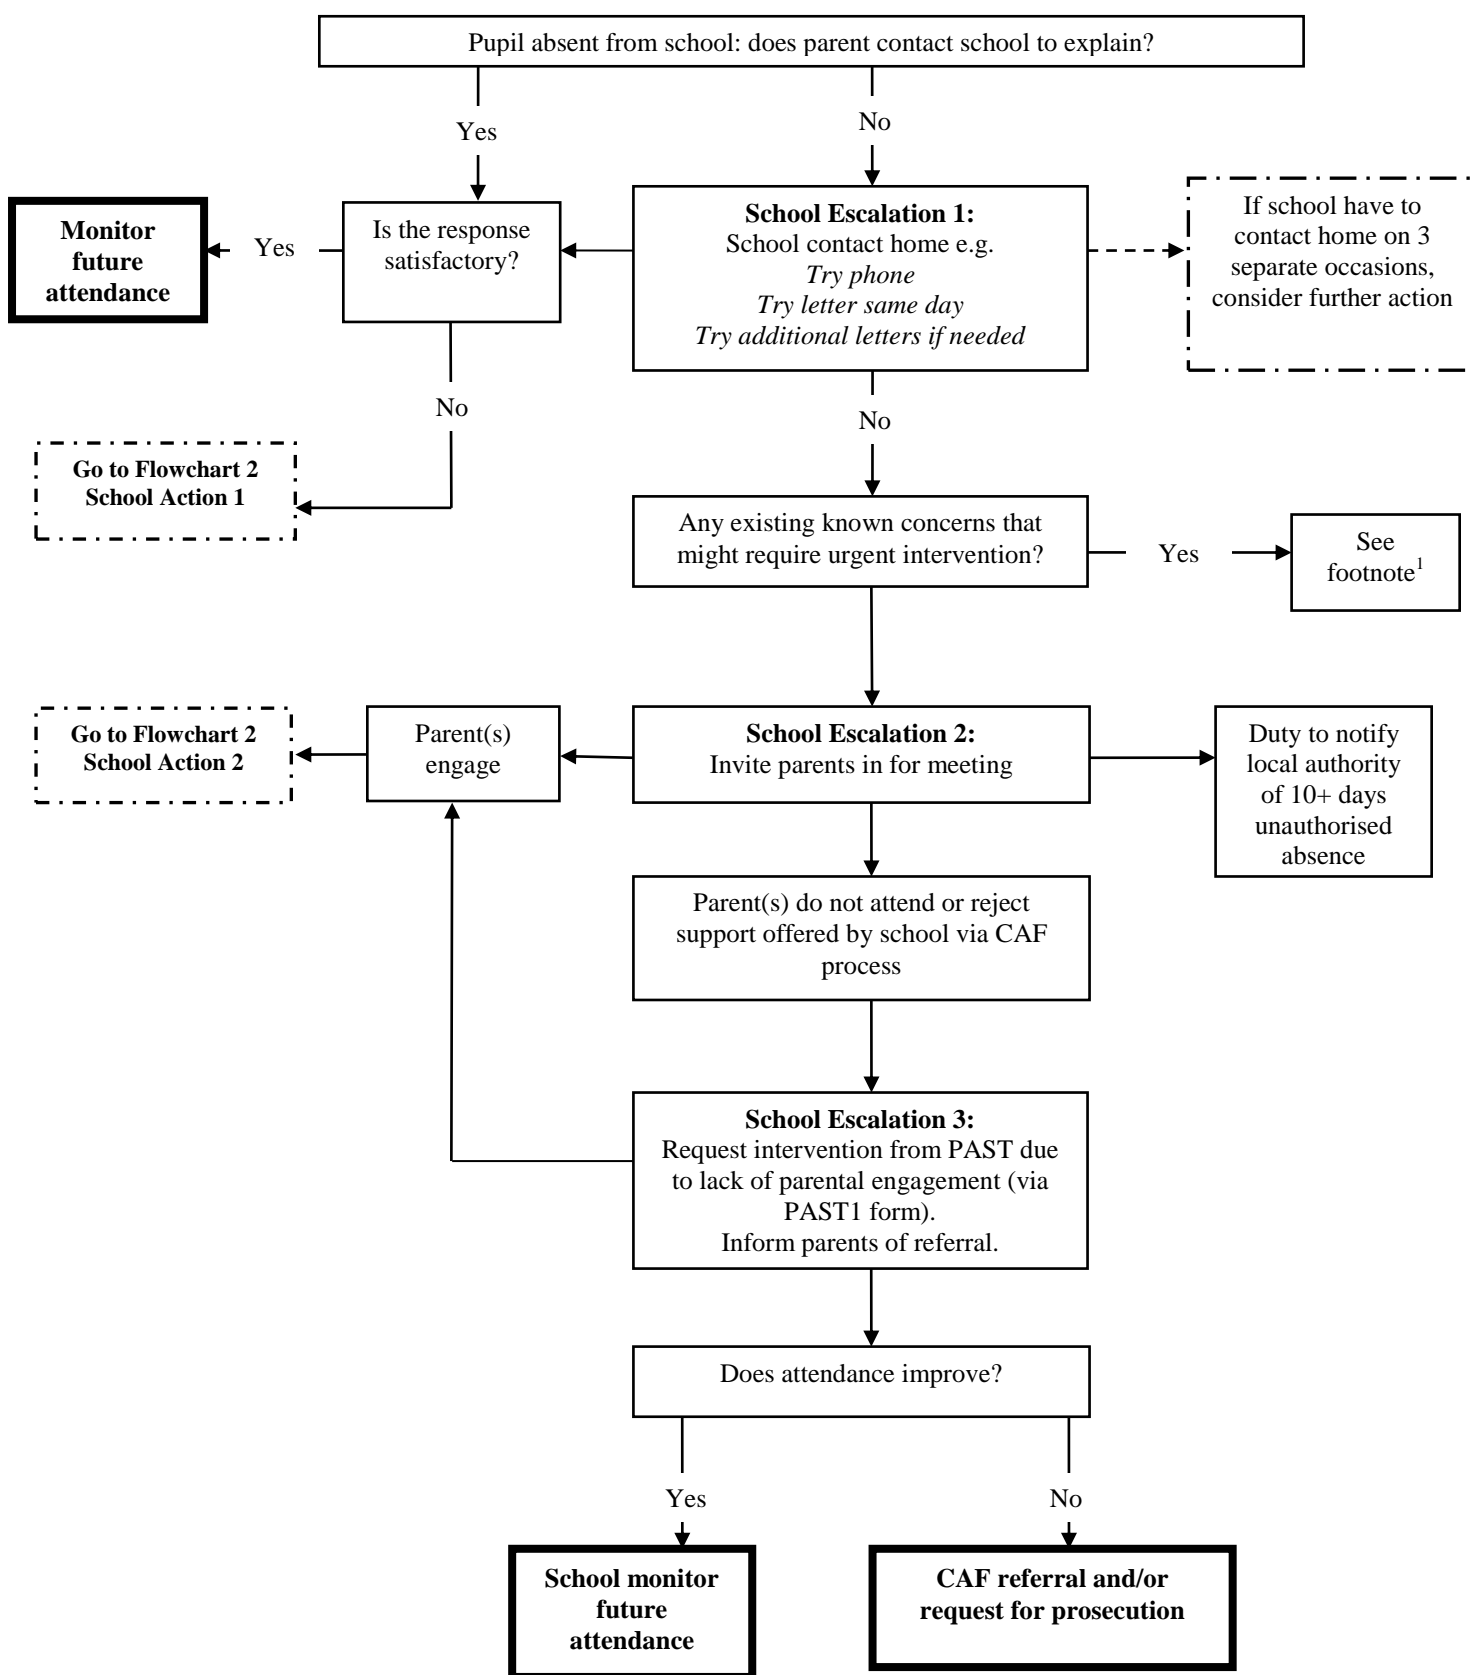 Pupil absent from school: does parent contact school to explain?
Yes
No
Monitor
future
attendance
Yes
Is the response
satisfactory?
School Escalation 1:
School contact home e.g.
Try phone
Try letter same day
Try additional letters if needed
If school have to
contact home on 3
separate occasions,
consider further action
No
No
Go to Flowchart 2
School Action 1
Any existing known concerns that
might require urgent intervention?
Yes
See
footnote1
Go to Flowchart 2
School Action 2
Parent(s)
engage
School Escalation 2:
Invite parents in for meeting
Duty to notify
local authority
of 10+ days
unauthorised
absence
Parent(s) do not attend or reject
support offered by school via CAF
process
School Escalation 3:
Request intervention from PAST due
to lack of parental engagement (via
PAST1 form).
Inform parents of referral.
Does attendance improve?
Yes
No
School monitor
future
attendance
CAF referral and/or
request for prosecution